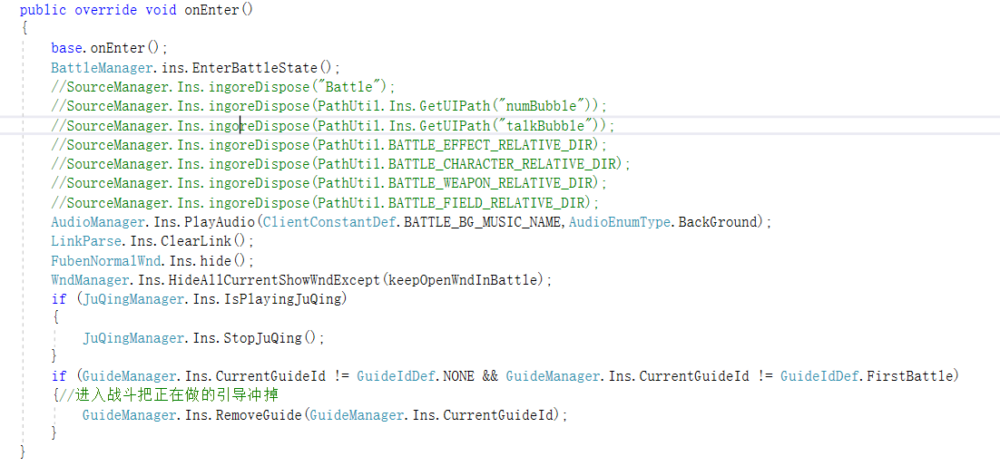 public override void onEnter()
{
base.onEnter();
BattleManager.ins.EnterBattleState();
//SourceManager.Ins.ingoreDispose("Battle");
//SourceManager.Ins.ingoreDispose(PathUtil.Ins.GetUIPath("numBubble"));
//SourceManager.Ins.ingoreDispose(PathUtil.Ins.GetUIPath("talkBubble"));
//SourceManager.Ins.ingoreDispose(PathUtil.BATTLE_EFFECT_RELATIVE_DIR);
//SourceManager.Ins.ingoreDispose(PathUtil.BATTLE_CHARACTER_RELATIVE_DIR);
//SourceManager.Ins.ingoreDispose(PathUtil.BATTLE_WEAPON_RELATIVE_DIR);
//SourceManager.Ins.ingoreDispose(PathUtil.BATTLE_FIELD_RELATIVE_DIR);
AudioManager.Ins.PlayAudio(ClientConstantDef.BATTLE_BG_MUSIC_NAME,AudioEnumType.BackGround);
LinkParse.Ins.ClearLink();
FubenNormalWnd.Ins.hide();
WndManager.Ins.HideAllCurrentShowWndExcept(keepOpenWndInBattle);
if (JuQingManager.Ins.IsPlayingJuQing)
{
JuQingManager.Ins.StopJuQing();
}
if (GuideManager.Ins.CurrentGuideId != GuideIdDef.NONE && GuideManager.Ins.CurrentGuideId != GuideIdDef.FirstBattle)
{//进入战斗把正在做的引导冲掉
GuideManager.Ins.RemoveGuide(GuideManager.Ins.CurrentGuideId);
}
}